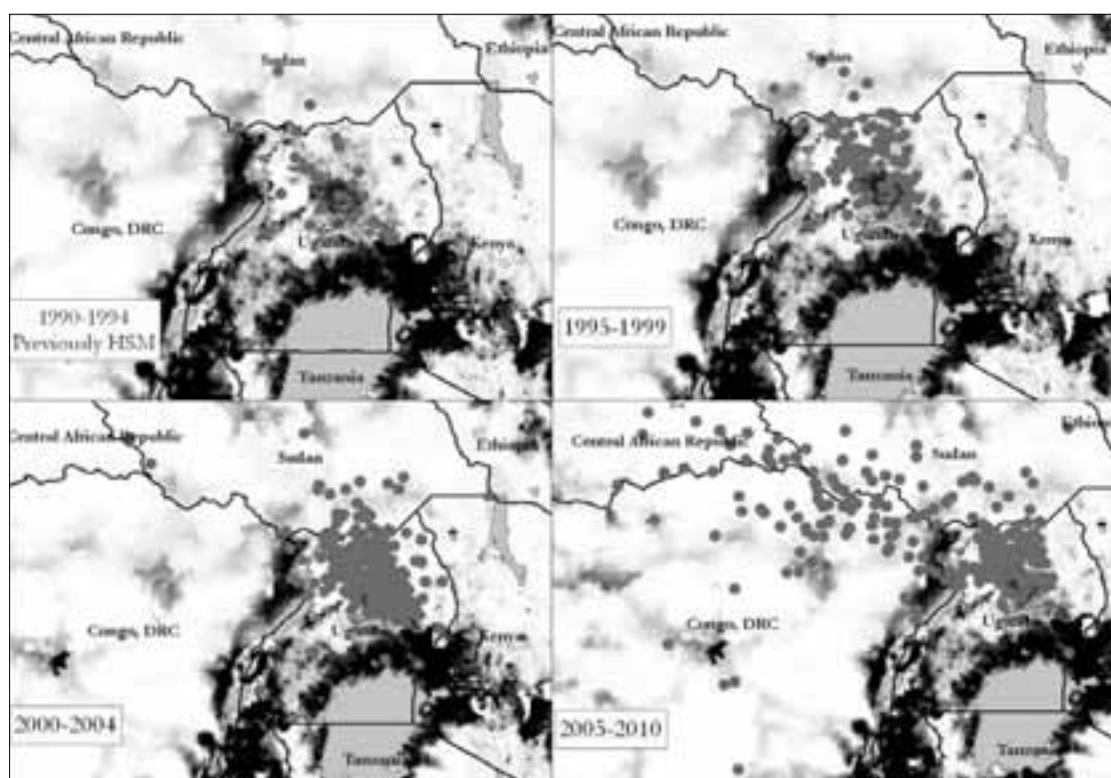 Central African Republic
Sudan
Ethiopia
Congo, DRC
Uganda
Kenya
1990-1994
Previously HSM
Tanzania
Central African Republic
Sudan
Ethiopia
Congo, DRC
Uganda
Kenya
1995-1999
Tanzania
Central African Republic
Sudan
Ethiopia
Congo, DRC
Uganda
Kenya
2000-2004
Tanzania
Central African Republic
Sudan
Ethiopia
Congo, DRC
Uganda
Kenya
2005-2010
Tanzania